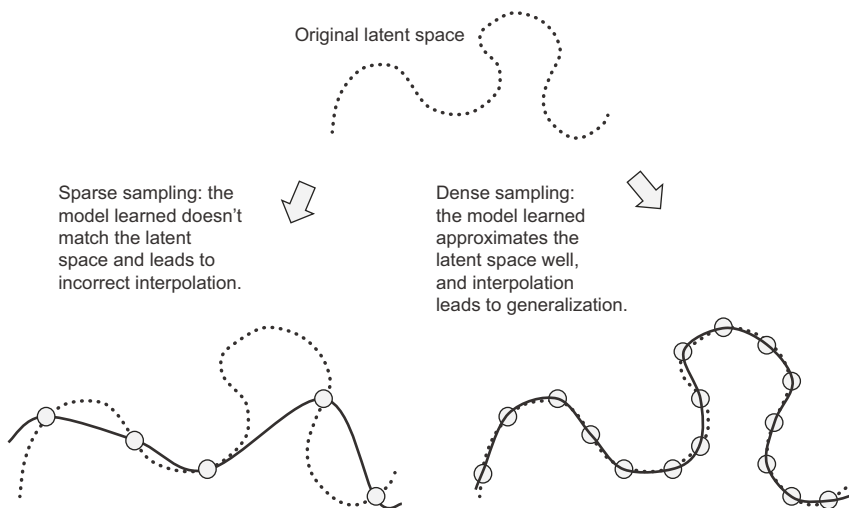 Original latent space
Sparse sampling: the
model learned doesn’t
match the latent
space and leads to
incorrect interpolation.
Dense sampling:
the model learned
approximates the
latent space well,
and interpolation
leads to generalization.